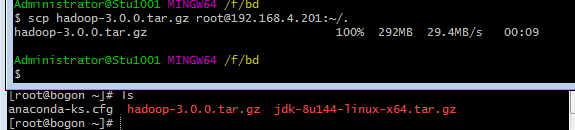 Administrator@Stu1001 MINGW64 /f/bd
$ scp hadoop-3.0.0.tar.gz root@192.168.4.201:~/.
hadoop-3.0.0.tar.gz 100% 292MB 29.4MB/s 00:09
Administrator@Stu1001 MINGW64 /f/bd
$
[root@bogon ~]# ls
anaconda-ks.cfg hadoop-3.0.0.tar.gz jdk-8u144-linux-x64.tar.gz
[root@bogon ~]#